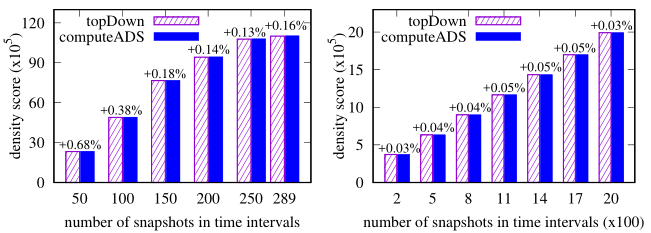 topDown
computeADS
density score (x10^5)
120
90
60
30
0
+0.68%
+0.38%
+0.18%
+0.14%
+0.13%
+0.16%
50 100 150 200 250 289
number of snapshots in time intervals
topDown
computeADS
density score (x10^5)
20
15
10
5
0
+0.03%
+0.04%
+0.04%
+0.05%
+0.05%
+0.05%
+0.03%
2 5 8 11 14 17 20
number of snapshots in time intervals (x100)